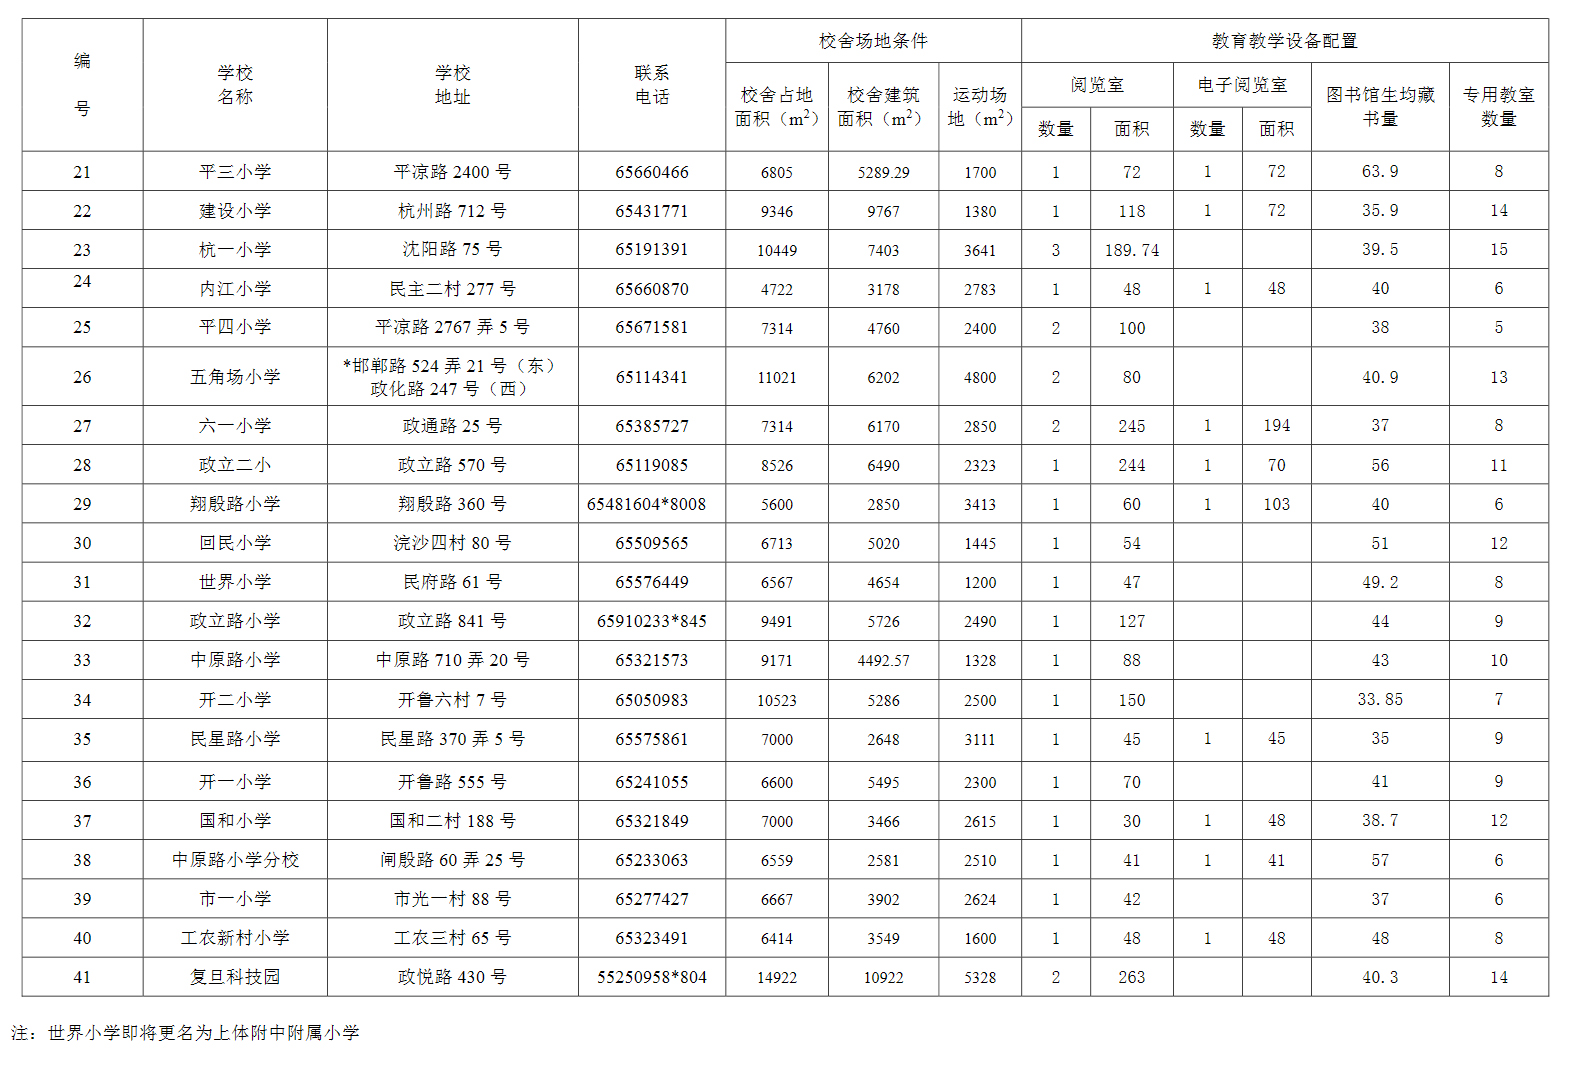 编号 学校名称 学校地址 联系电话 校舍场地条件 教育教学设备配置
校舍占地面积（m²） 校舍建筑面积（m²） 运动场地（m²） 阅览室 电子阅览室 图书馆生均藏书量 专用教室数量
数量 面积 数量 面积
21 平三小学 平凉路 2400 号 65660466 6805 5289.29 1700 1 72 1 72 63.9 8
22 建设小学 杭州路 712 号 65431771 9346 9767 1380 1 118 1 72 35.9 14
23 杭一小学 沈阳路 75 号 65191391 10449 7403 3641 3 189.74 39.5 15
24 内江小学 民主二村 277 号 65660870 4722 3178 2783 1 48 1 48 40 6
25 平四小学 平凉路 2767 弄 5 号 65671581 7314 4760 2400 2 100 38 5
26 五角场小学 *邯郸路 524 弄 21 号（东） 政化路 247 号（西） 65114341 11021 6202 4800 2 80 40.9 13
27 六一小学 政通路 25 号 65385727 7314 6170 2850 2 245 1 194 37 8
28 政立二小 政立路 570 号 65119085 8526 6490 2323 1 244 1 70 56 11
29 翔殷路小学 翔殷路 360 号 65481604*8008 5600 2850 3413 1 60 1 103 40 6
30 回民小学 浣沙四村 80 号 65509565 6713 5020 1445 1 54 51 12
31 世界小学 民府路 61 号 65576449 6567 4654 1200 1 47 49.2 8
32 政立路小学 政立路 841 号 65910233*845 9491 5726 2490 1 127 44 9
33 中原路小学 中原路 710 弄 20 号 65321573 9171 4492.57 1328 1 88 43 10
34 开二小学 开鲁六村 7 号 65050983 10523 5286 2500 1 150 33.85 7
35 民星路小学 民星路 370 弄 5 号 65575861 7000 2648 3111 1 45 1 45 35 9
36 开一小学 开鲁路 555 号 65241055 6600 5495 2300 1 70 41 9
37 国和小学 国和二村 188 号 65321849 7000 3466 2615 1 30 1 48 38.7 12
38 中原路小学分校 闸殷路 60 弄 25 号 65233063 6559 2581 2510 1 41 1 41 57 6
39 市一小学 市光一村 88 号 65277427 6667 3902 2624 1 42 37 6
40 工农新村小学 工农三村 65 号 65323491 6414 3549 1600 1 48 1 48 48 8
41 复旦科技园 政悦路 430 号 55250958*804 14922 10922 5328 2 263 40.3 14
注：世界小学即将更名为上体附中附属小学